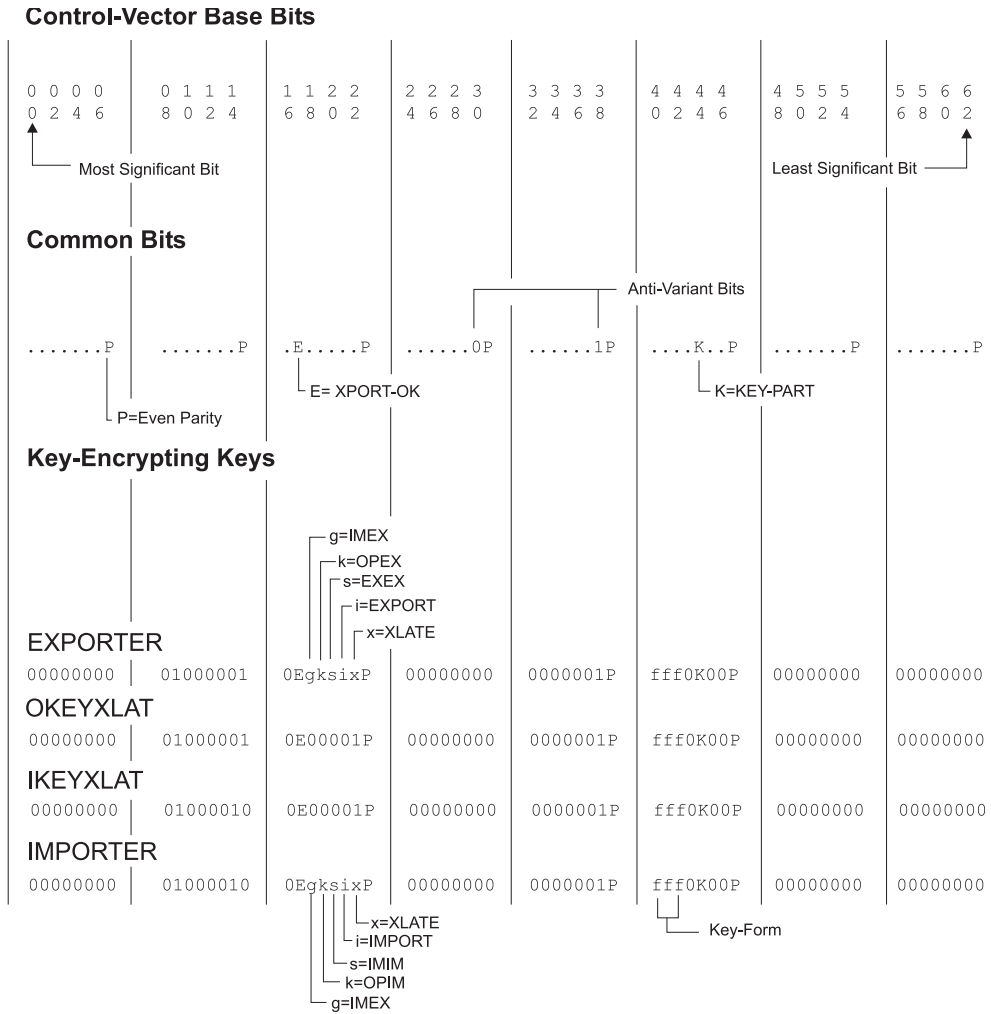 Control-Vector Base Bits
0 0 0 0 0 1 1 1 1 1 2 2 2 2 2 3 3 3 3 3 4 4 4 4 4 5 5 5 5 6 6
0 2 4 6 8 0 2 4 6 8 0 2 4 6 8 0 2 4 6 8 0 2 4 6 8 0 2 4 6 8 0 2
Most Significant Bit Least Significant Bit
Common Bits
Anti-Variant Bits
.......P .......P .E.....P ......0P ......1P ....K..P .......P .......P
E= XPORT-OK K=KEY-PART
P=Even Parity
Key-Encrypting Keys
g=IMEX
k=OPEX
s=EXEX
i=EXPORT
x=XLATE
EXPORTER
00000000 01000001 0EgksixP 00000000 0000001P fff0K00P 00000000 00000000
OKEYXLAT
00000000 01000001 0E00001P 00000000 0000001P fff0K00P 00000000 00000000
IKEYXLAT
00000000 01000010 0E00001P 00000000 0000001P fff0K00P 00000000 00000000
IMPORTER
00000000 01000010 0EgksixP 00000000 0000001P fff0K00P 00000000 00000000
x=XLATE
i=IMPORT
Key-Form
s=IMIM
k=OPIM
g=IMEX